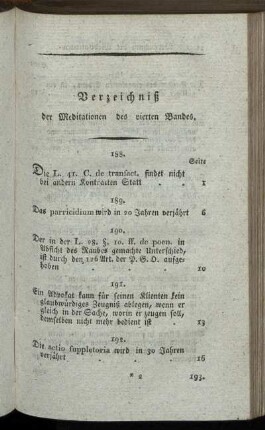 Verzeichniß
der Meditationen des vierten Bandes.
188.
Seite
Die L. 41. C. de transact. findet nicht
bei andern Kontrakten Statt • 1
189.
Das parricidium wird in 20 Jahren verjährt 6
190.
Der in der L. 28. §. 10. ff. de poen. in
Absicht des Raubes gemachte Unterschied,
ist durch den 126 Art. der P. G. O. aufge-
haben • • 10
191.
Ein Advokat kann für seinen Klienten kein
glaubwürdiges Zeugniß ablegen, wenn er
gleich in der Sache, worin er zeugen soll,
demselben nicht mehr bedient ist • 13
192.
Die actio suppletoria wird in 30 Jahren
verjährt • • 16
* 2 193.